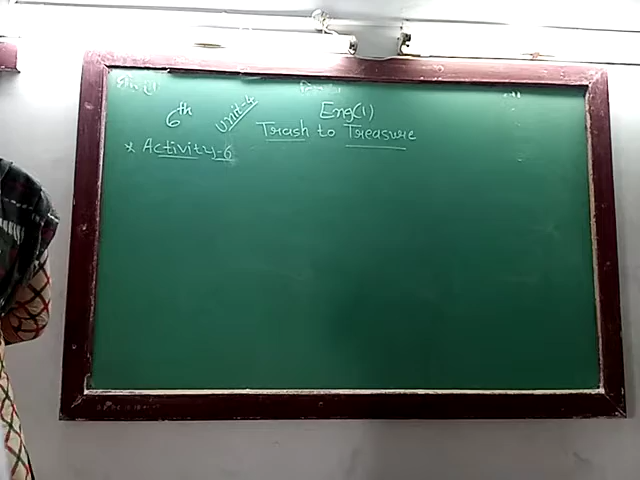 6th Unit-4 Eng(1)
Trash to Treasure
* Activity-6